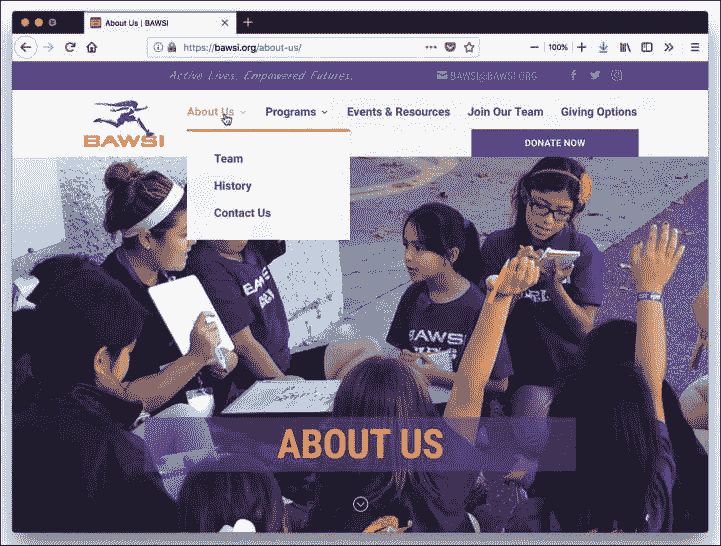 About Us | BAWSI
https://bawsi.org/about-us/
100%
Active Lives. Empowered Futures.
BAWSI@BAWSI.ORG
BAWSI
About Us
Programs
Events & Resources
Join Our Team
Giving Options
DONATE NOW
Team
History
Contact Us
BAWSI
ABOUT US